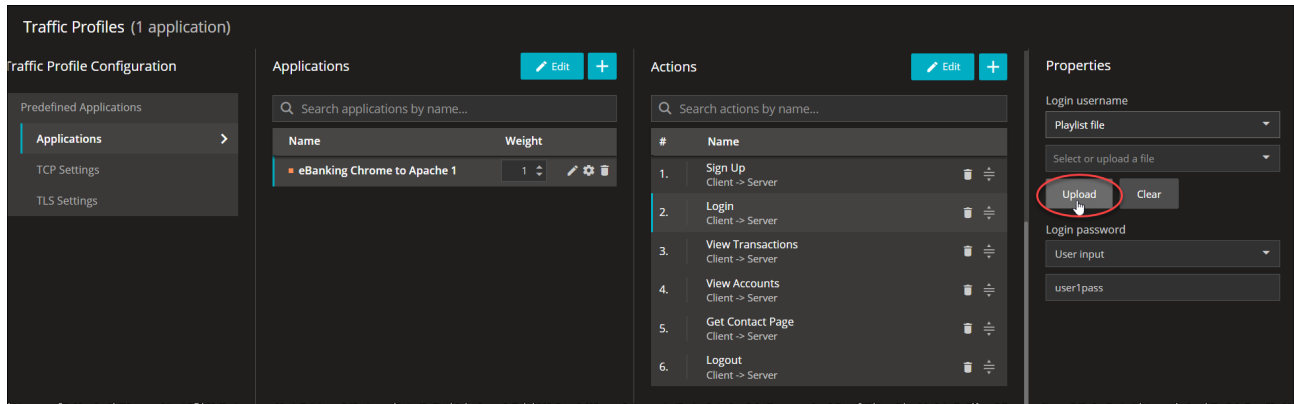 Traffic Profiles (1 application)
Traffic Profile Configuration
Predefined Applications
Applications
TCP Settings
TLS Settings
Applications
Edit
Search applications by name...
Name Weight
eBanking Chrome to Apache 1 1
Actions
Edit
Search actions by name...
# Name
1. Sign Up
Client -> Server
2. Login
Client -> Server
3. View Transactions
Client -> Server
4. View Accounts
Client -> Server
5. Get Contact Page
Client -> Server
6. Logout
Client -> Server
Properties
Login username
Playlist file
Select or upload a file
Upload Clear
Login password
User input
user1pass